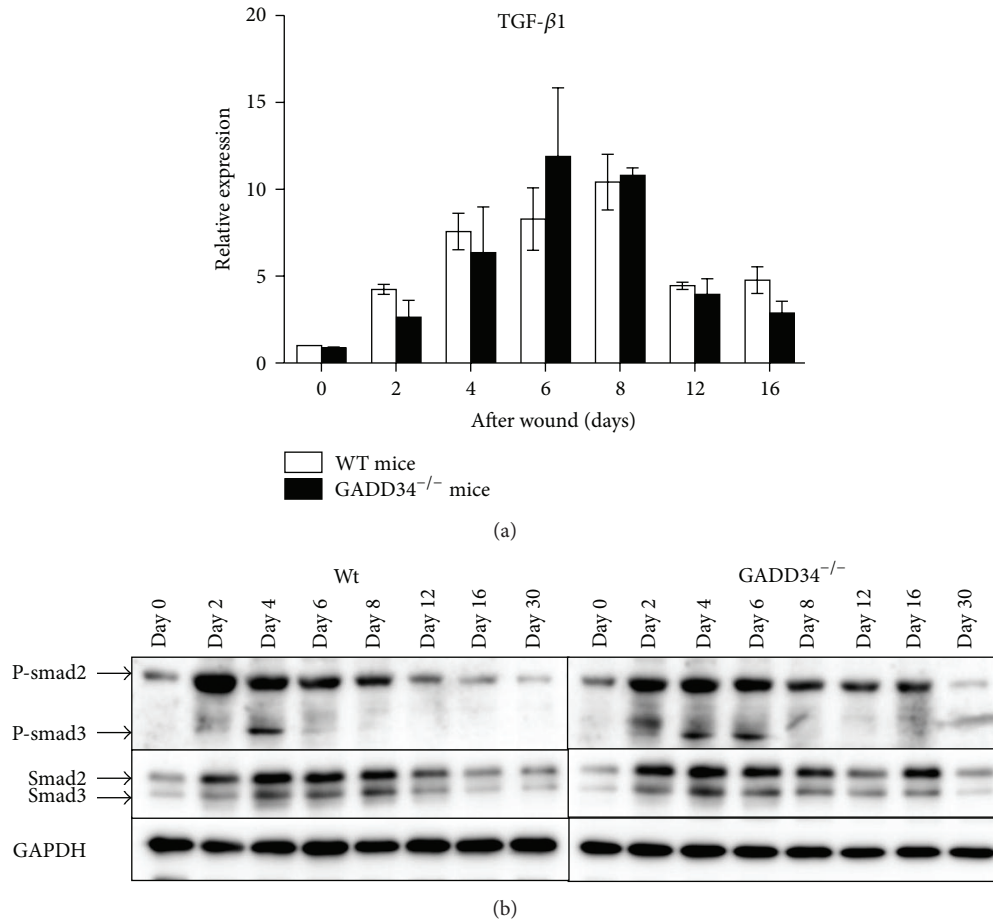 TGF-β1
20
15
10
5
0
Relative expression
0 2 4 6 8 12 16
After wound (days)
WT mice
GADD34−/− mice
(a)
Wt GADD34−/−
Day 0 Day 2 Day 4 Day 6 Day 8 Day 12 Day 16 Day 30 Day 0 Day 2 Day 4 Day 6 Day 8 Day 12 Day 16 Day 30
P-smad2
P-smad3
Smad2
Smad3
GAPDH
(b)